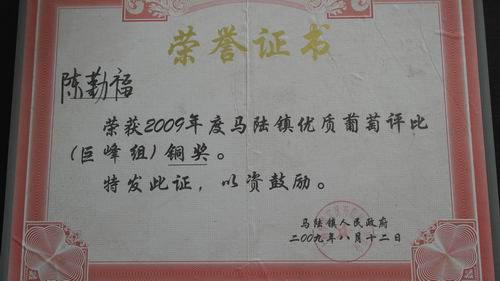 荣誉证书
陈勤福
荣获2009年度马陆镇优质葡萄评比
(巨峰组)铜奖。
特发此证,以资鼓励。
马陆镇人民政府
二00九年八月十二日